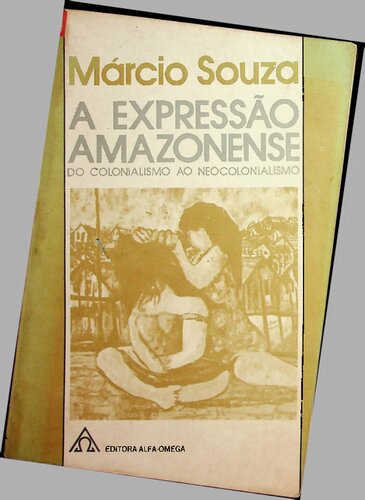 Márcio Souza
A EXPRESSÃO
AMAZONENSE
DO COLONIALISMO AO NEOCOLONIALISMO
EDITORA ALFA-OMEGA